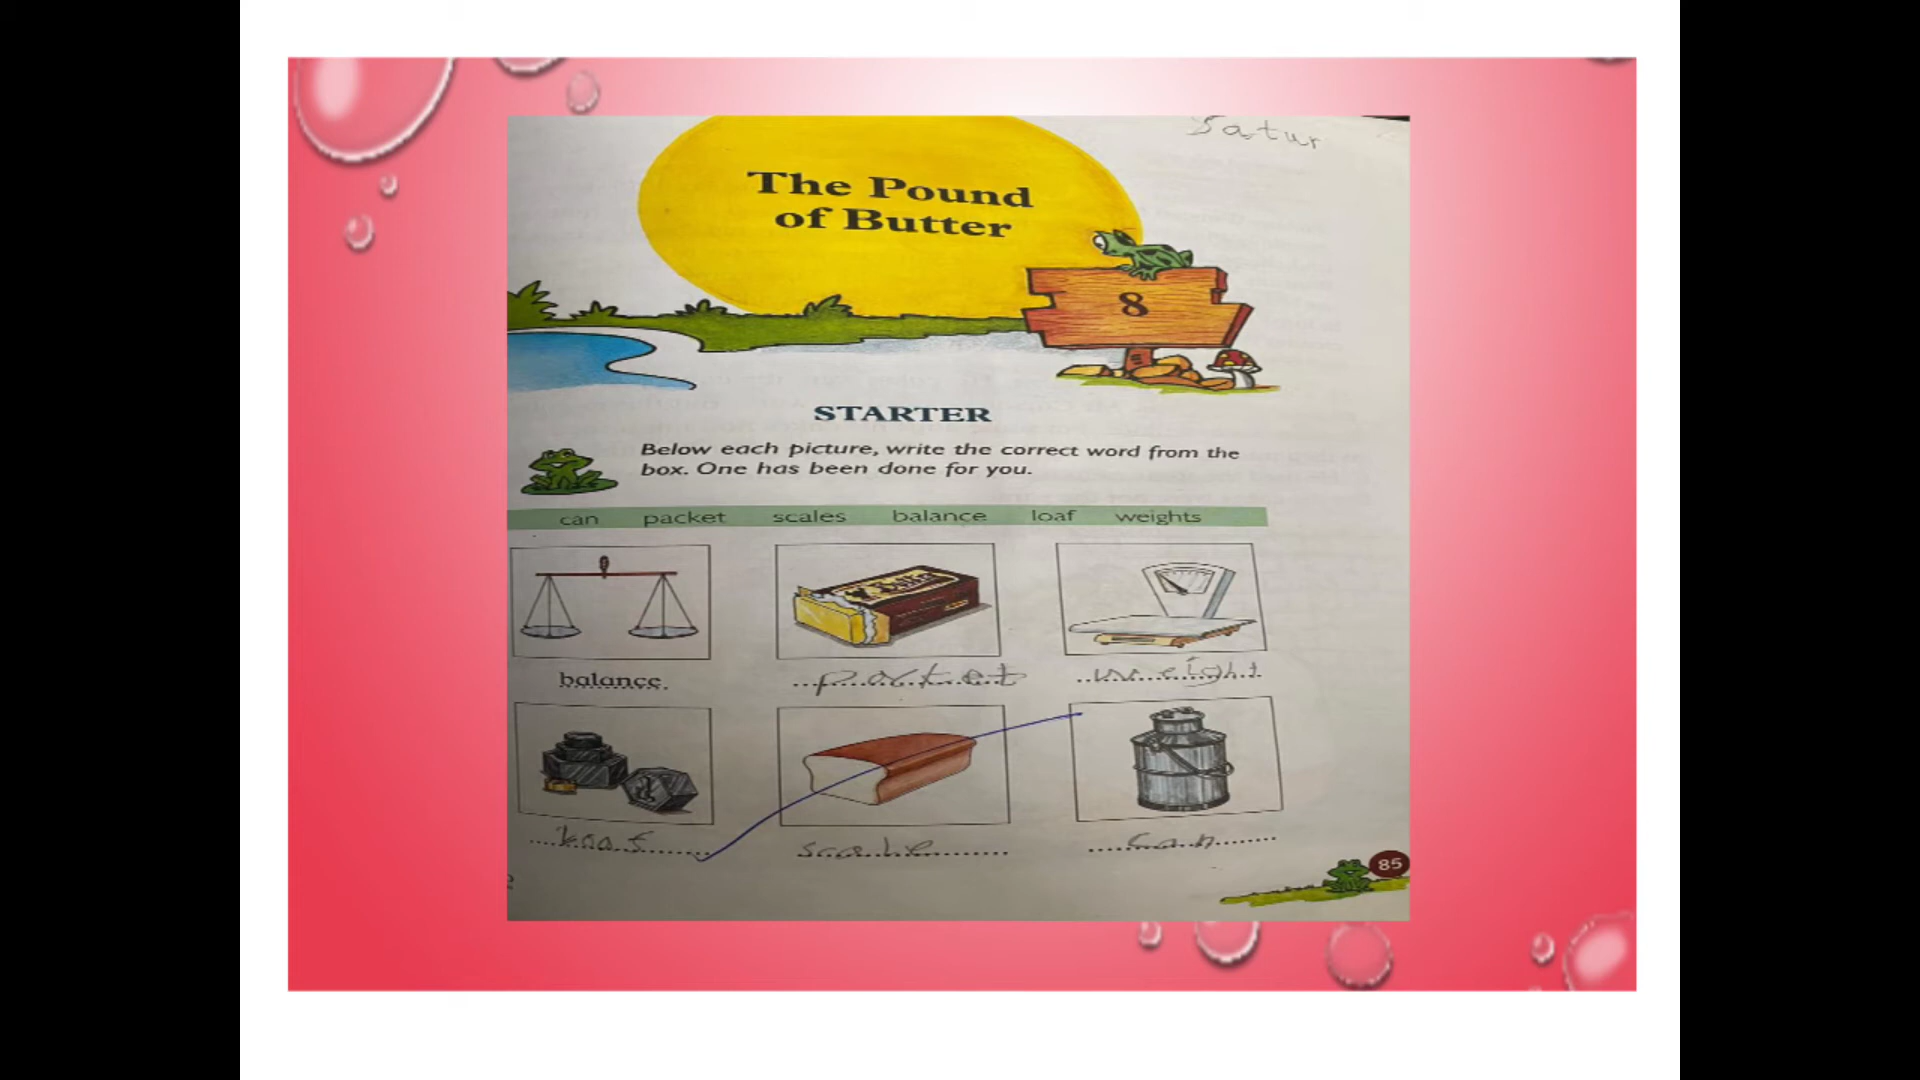 Satur
The Pound
of Butter
8
STARTER
Below each picture, write the correct word from the
box. One has been done for you.
can packet scales balance loaf weights
balance packet weight
loaf scale can
85